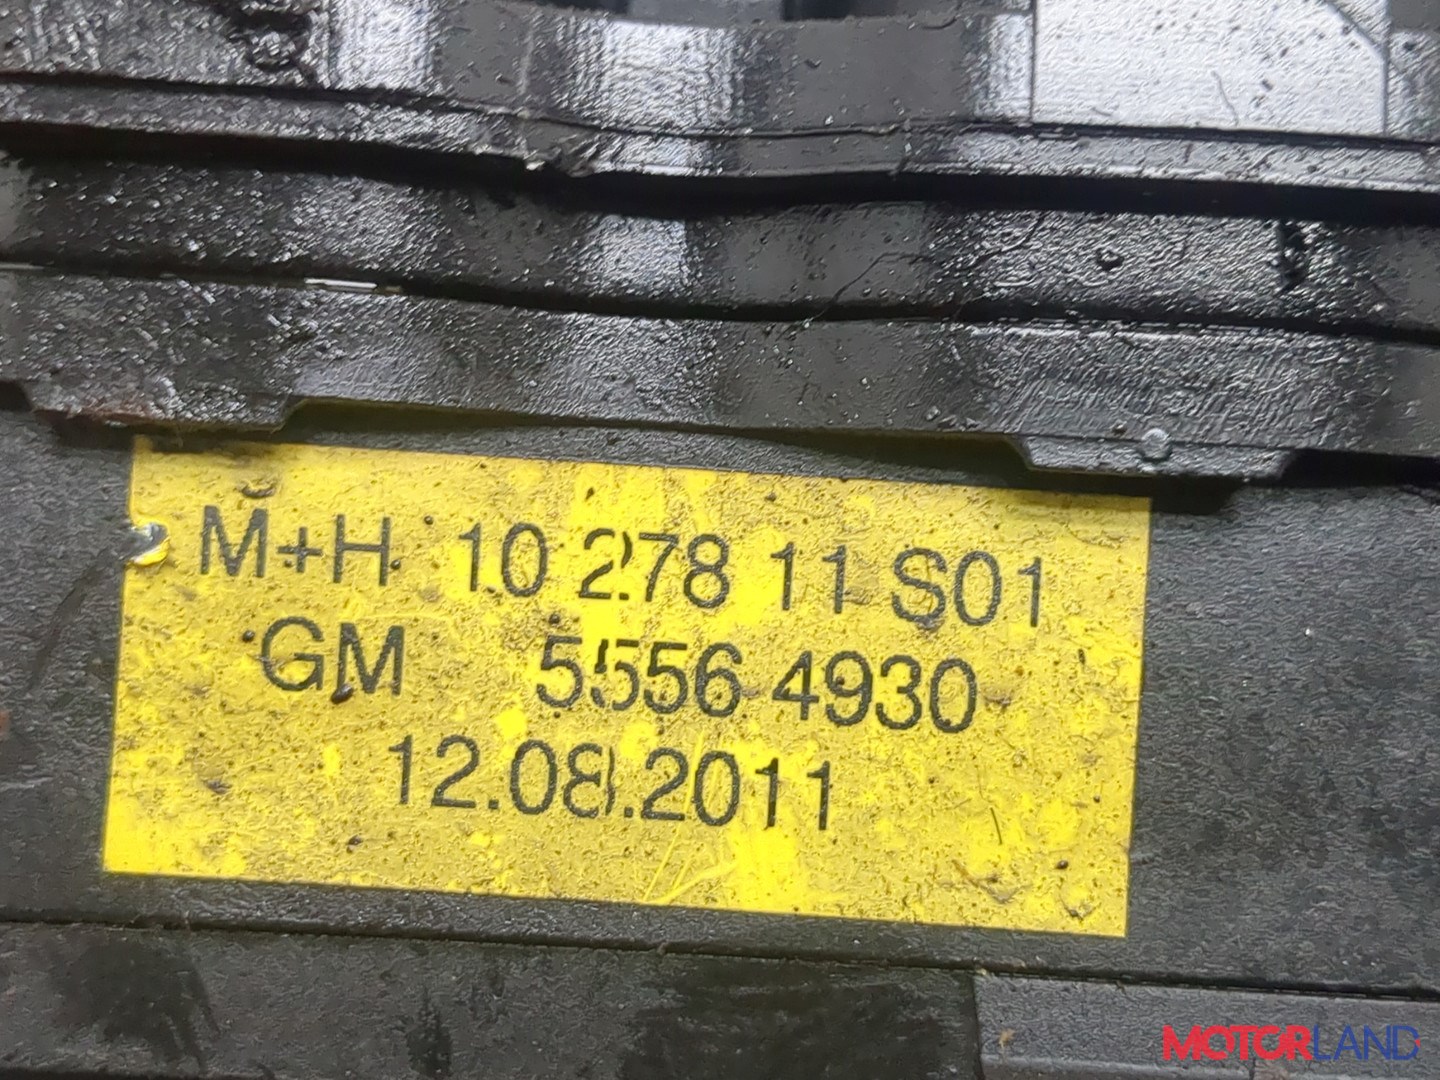 M+H 10 278 11 S01
GM 5556 4930
12.08.2011
MOTORLAND